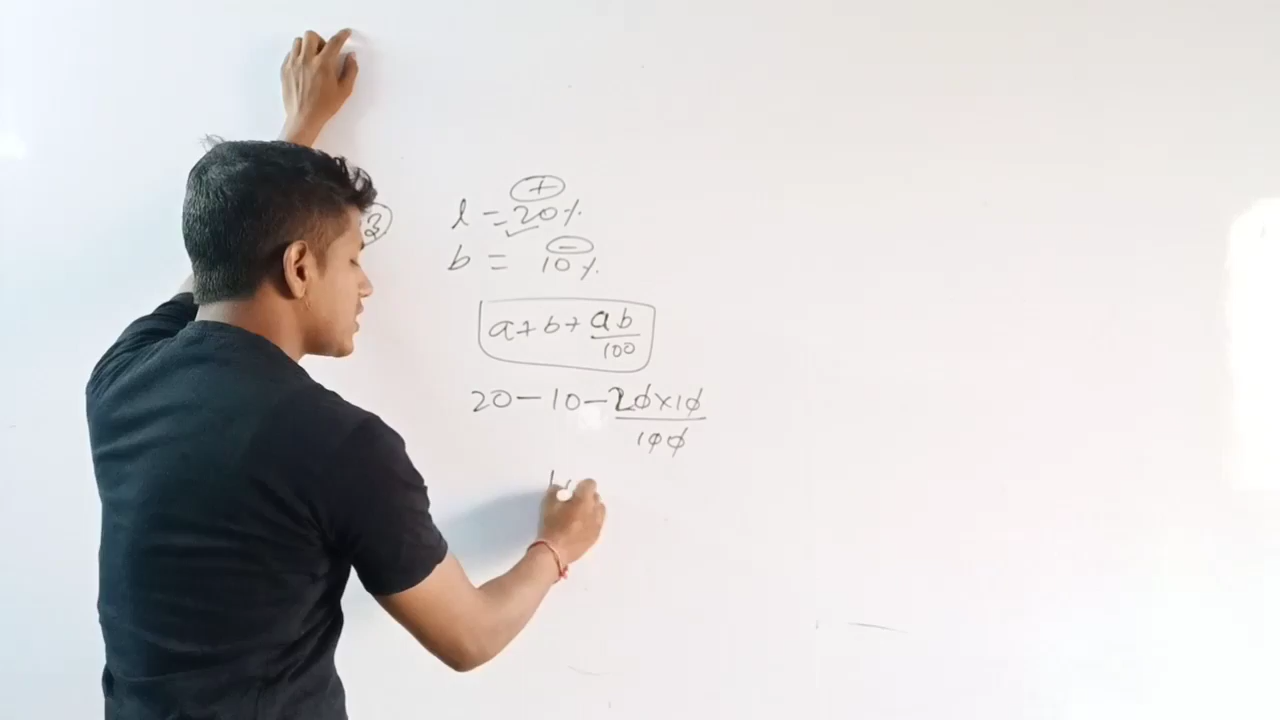 +
l = 20%
-
b = 10%
a+b+ab/100
20-10-20×10/100